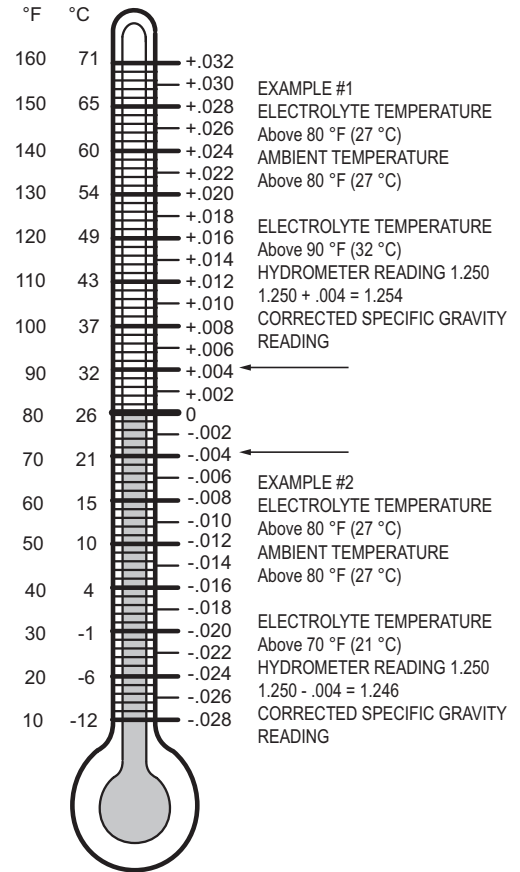 °F °C
160 71 +.032
+.030
150 65 +.028
+.026
140 60 +.024
+.022
130 54 +.020
+.018
120 49 +.016
+.014
110 43 +.012
+.010
100 37 +.008
+.006
90 32 +.004
+.002
80 26 0
-.002
70 21 -.004
-.006
60 15 -.008
-.010
50 10 -.012
-.014
40 4 -.016
-.018
30 -1 -.020
-.022
20 -6 -.024
-.026
10 -12 -.028
EXAMPLE #1
ELECTROLYTE TEMPERATURE
Above 80 °F (27 °C)
AMBIENT TEMPERATURE
Above 80 °F (27 °C)
ELECTROLYTE TEMPERATURE
Above 90 °F (32 °C)
HYDROMETER READING 1.250
1.250 + .004 = 1.254
CORRECTED SPECIFIC GRAVITY
READING
EXAMPLE #2
ELECTROLYTE TEMPERATURE
Above 80 °F (27 °C)
AMBIENT TEMPERATURE
Above 80 °F (27 °C)
ELECTROLYTE TEMPERATURE
Above 70 °F (21 °C)
HYDROMETER READING 1.250
1.250 - .004 = 1.246
CORRECTED SPECIFIC GRAVITY
READING